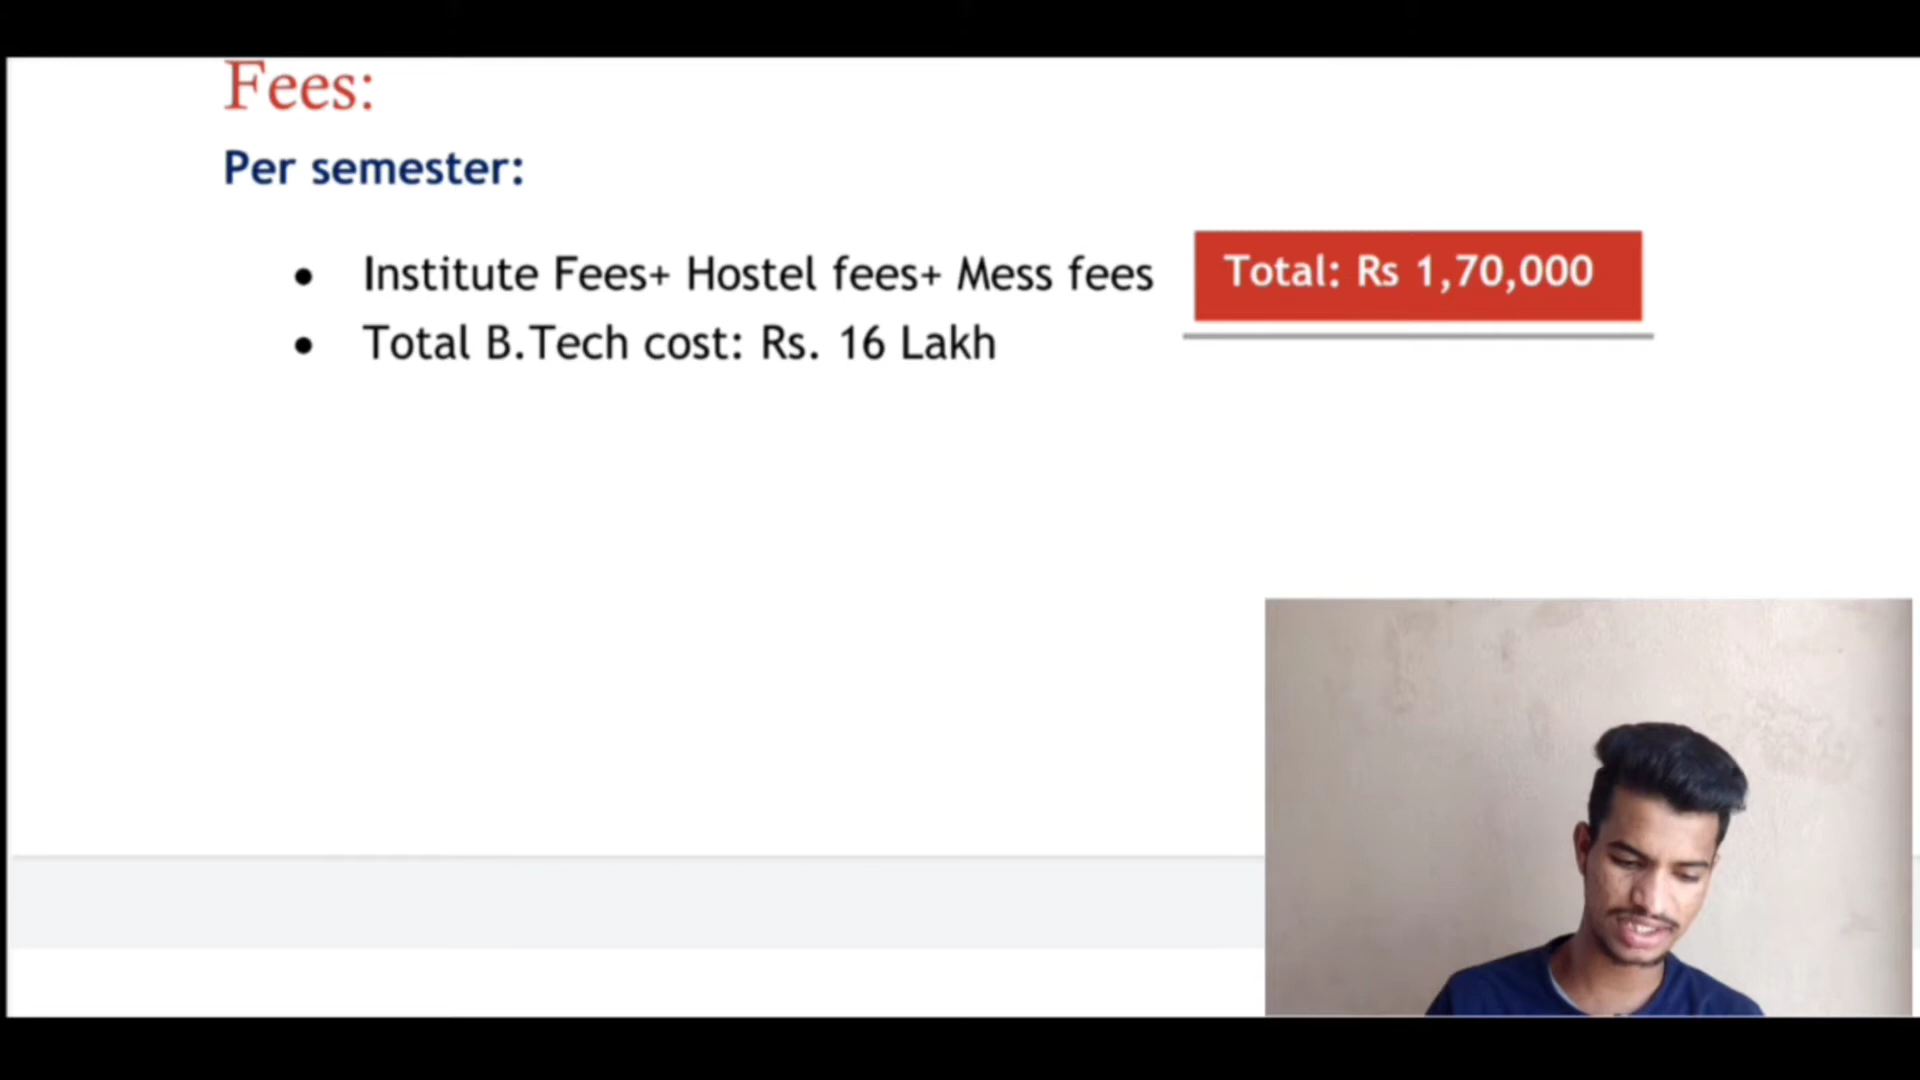 Fees:
Per semester:
• Institute Fees+ Hostel fees+ Mess fees
Total: Rs 1,70,000
• Total B.Tech cost: Rs. 16 Lakh